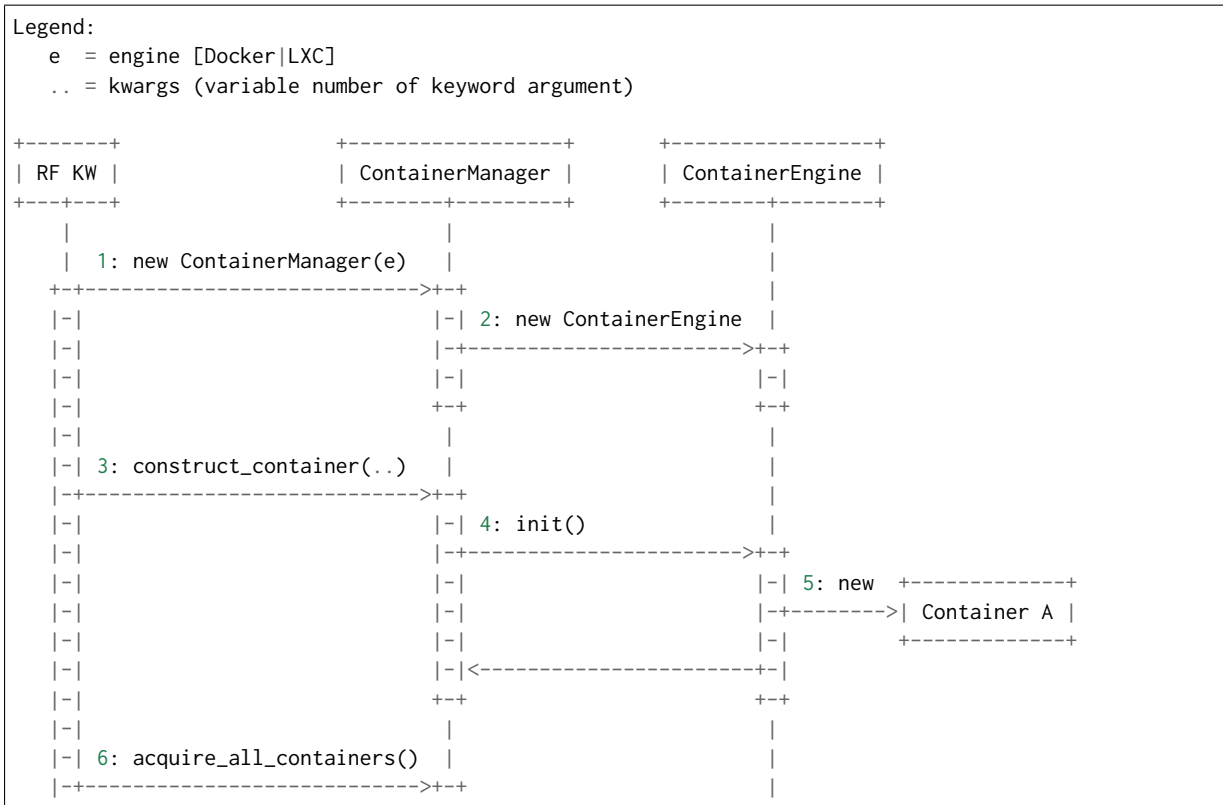 Legend:
   e  = engine [Docker|LXC]
   .. = kwargs (variable number of keyword argument)

+-------+                  +------------------+       +-----------------+
| RF KW |                  | ContainerManager |       | ContainerEngine |
+---+---+                  +--------+---------+       +--------+--------+
    |                               |                          |
    |  1: new ContainerManager(e)   |                          |
   +-+---------------------------->+-+                         |
   |-|                             |-| 2: new ContainerEngine  |
   |-|                             |-+----------------------->+-+
   |-|                             |-|                        |-|
   |-|                             +-+                        +-+
   |-|                              |                          |
   |-| 3: construct_container(..)   |                          |
   |-+---------------------------->+-+                         |
   |-|                             |-| 4: init()               |
   |-|                             |-+----------------------->+-+
   |-|                             |-|                        |-| 5: new  +-------------+
   |-|                             |-|                        |-+-------->| Container A |
   |-|                             |-|                        |-|         +-------------+
   |-|                             |-|<-----------------------+-|
   |-|                             +-+                        +-+
   |-|                              |                          |
   |-| 6: acquire_all_containers()  |                          |
   |-+---------------------------->+-+                         |